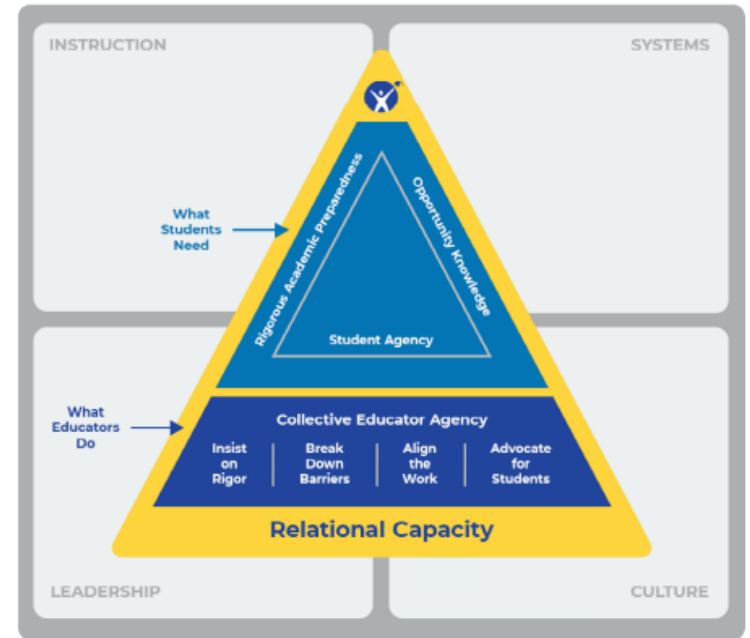 INSTRUCTION
SYSTEMS
What
Students
Need
Rigorous Academic Preparedness
Opportunity Knowledge
Student Agency
What
Educators
Do
Collective Educator Agency
Insist
on
Rigor
Break
Down
Barriers
Align
the
Work
Advocate
for
Students
Relational Capacity
LEADERSHIP
CULTURE